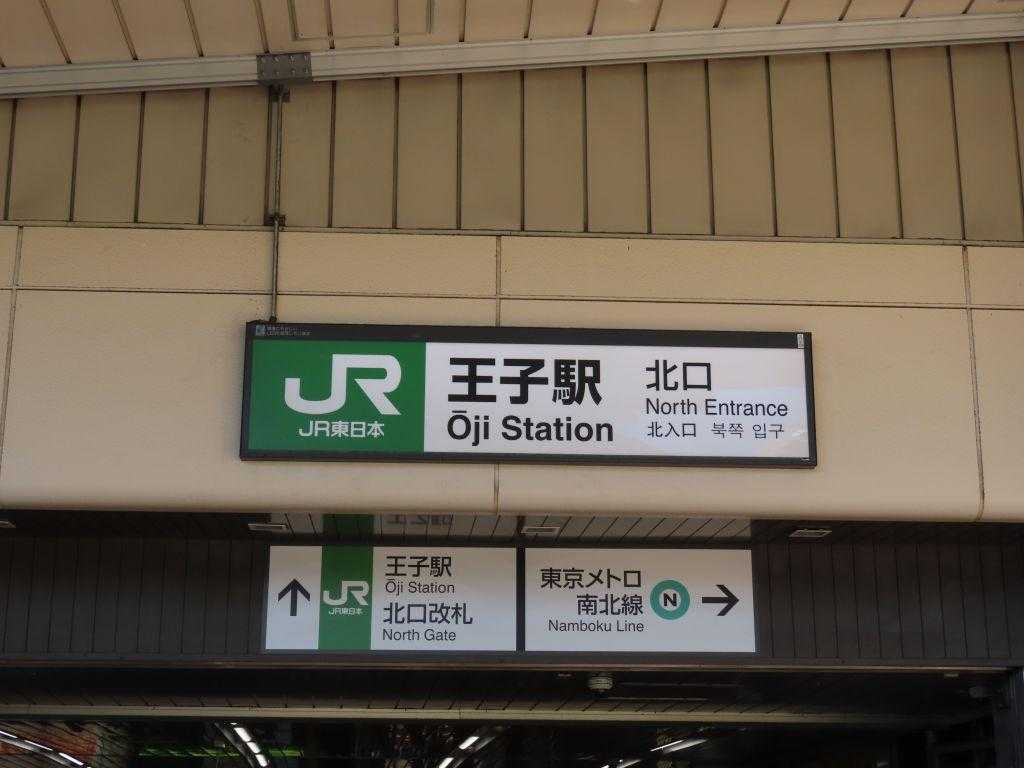 JR
JR東日本
王子駅
Ōji Station
北口
North Entrance
北入口 북쪽 입구
JR
JR東日本
王子駅
Ōji Station
北口改札
North Gate
東京メトロ
南北線
Namboku Line
N